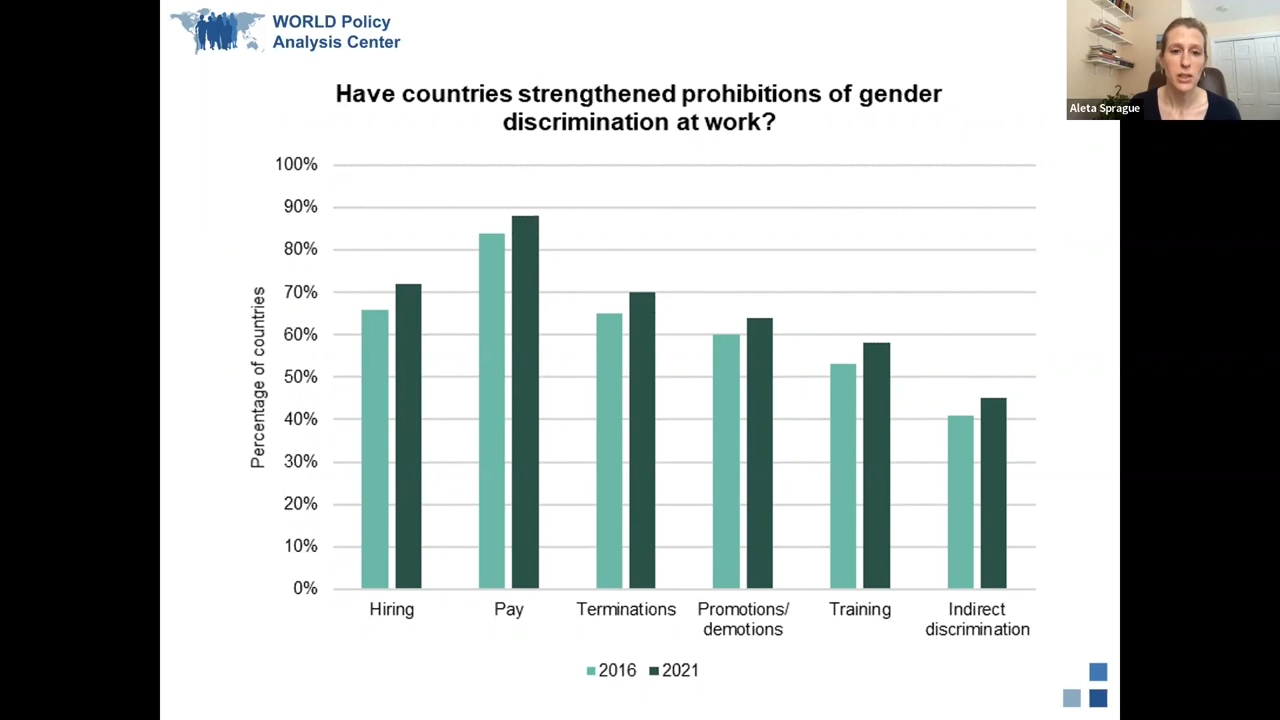 WORLD Policy
Analysis Center
Aleta Sprague
Have countries strengthened prohibitions of gender
discrimination at work?
Percentage of countries
100%
90%
80%
70%
60%
50%
40%
30%
20%
10%
0%
Hiring
Pay
Terminations
Promotions/
demotions
Training
Indirect
discrimination
2016
2021